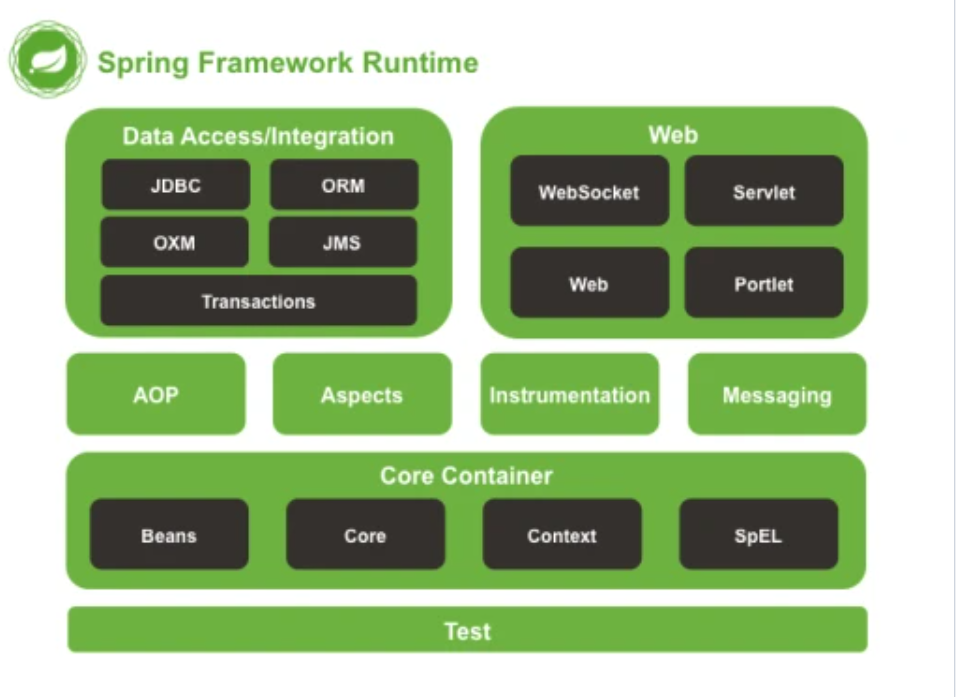 Spring Framework Runtime
Data Access/Integration
JDBC
ORM
OXM
JMS
Transactions
Web
WebSocket
Servlet
Web
Portlet
AOP
Aspects
Instrumentation
Messaging
Core Container
Beans
Core
Context
SpEL
Test